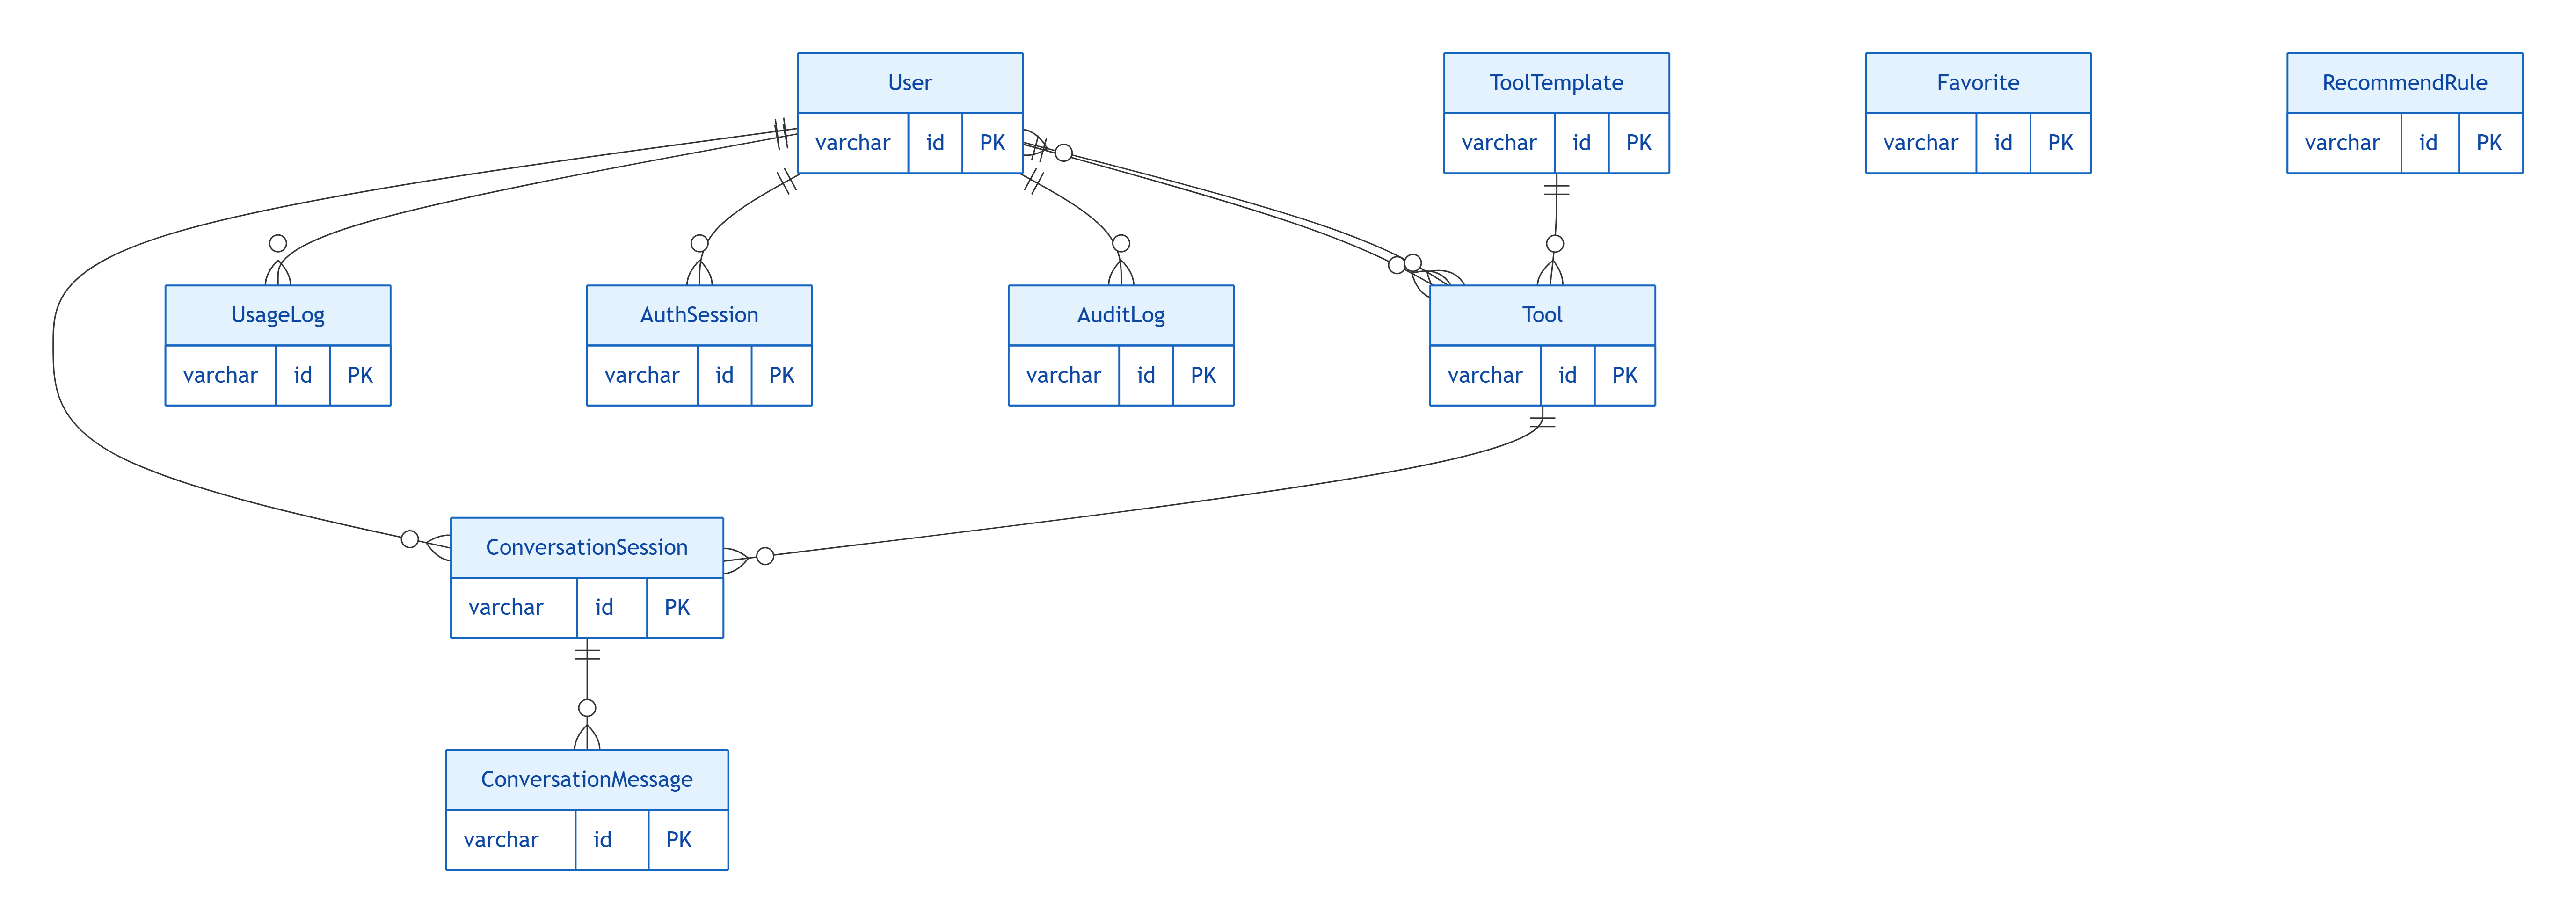 User
varchar id PK
ToolTemplate
varchar id PK
Favorite
varchar id PK
RecommendRule
varchar id PK
UsageLog
varchar id PK
AuthSession
varchar id PK
AuditLog
varchar id PK
Tool
varchar id PK
ConversationSession
varchar id PK
ConversationMessage
varchar id PK